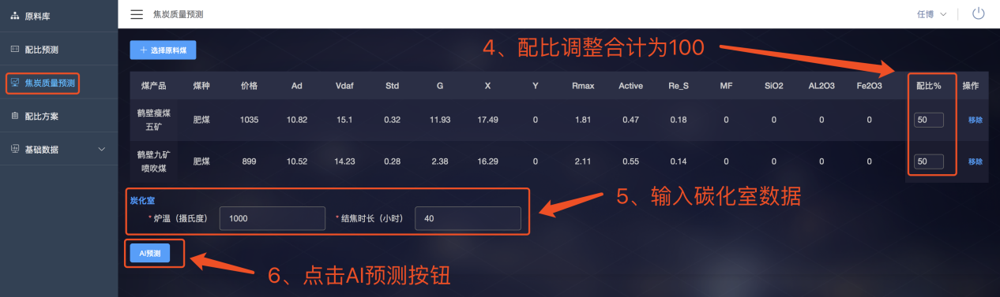 原料库
配比预测
焦炭质量预测
配比方案
基础数据
焦炭质量预测
任博
+ 选择原料煤
4、配比调整合计为100
煤产品 煤种 价格 Ad Vdaf Std G X Y Rmax Active Re_S MF SiO2 AL2O3 Fe2O3 配比% 操作
鹤壁瘦煤
五矿 肥煤 1035 10.82 15.1 0.32 11.93 17.49 0 1.81 0.47 0.18 0 0 0 0 50 移除
鹤壁九矿
喷吹煤 肥煤 899 10.52 14.23 0.28 2.38 16.29 0 2.11 0.55 0.14 0 0 0 0 50 移除
炭化室
* 炉温（摄氏度） 1000 * 结焦时长（小时） 40
5、输入碳化室数据
AI预测
6、点击AI预测按钮